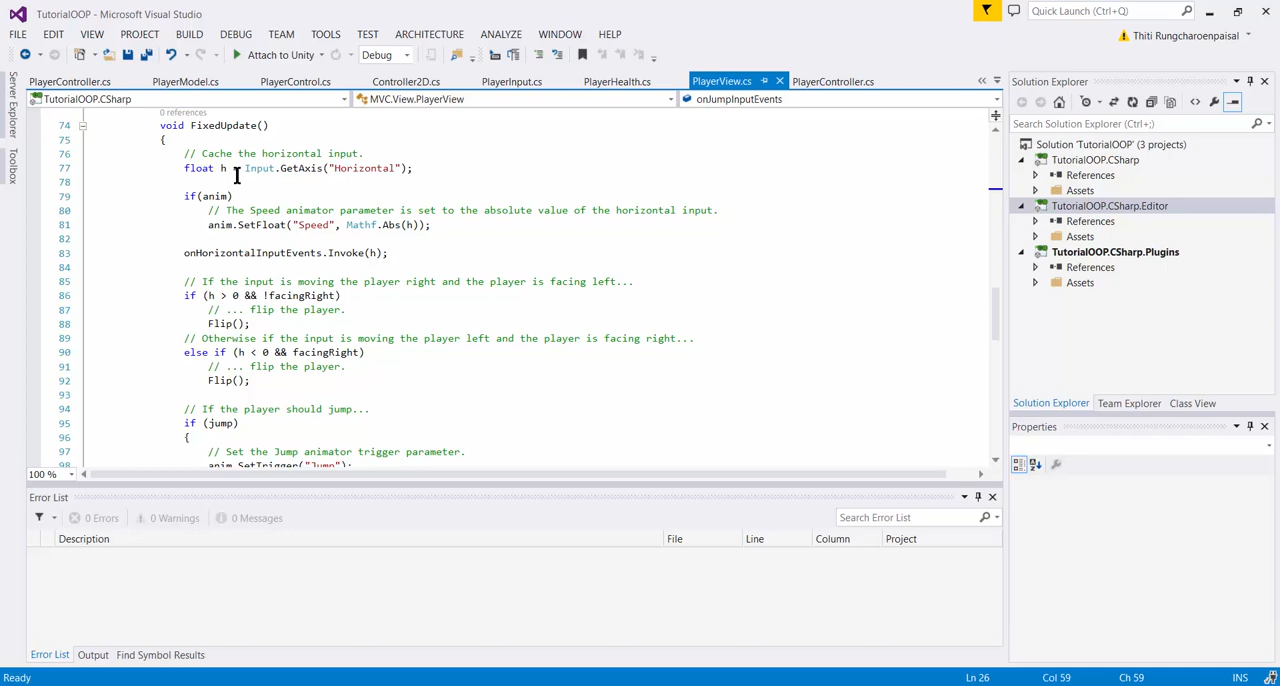 TutorialOOP - Microsoft Visual Studio
Quick Launch (Ctrl+Q)
FILE EDIT VIEW PROJECT BUILD DEBUG TEAM TOOLS TEST ARCHITECTURE ANALYZE WINDOW HELP
Thiti Rungcharoenpaisal
Attach to Unity Debug
Server Explorer
Toolbox
PlayerController.cs PlayerModel.cs PlayerControl.cs Controller2D.cs PlayerInput.cs PlayerHealth.cs PlayerView.cs PlayerController.cs
TutorialOOP.CSharp MVC.View.PlayerView onJumpInputEvents
0 references
74 void FixedUpdate()
75 {
76 // Cache the horizontal input.
77 float h Input.GetAxis("Horizontal");
78
79 if(anim)
80 // The Speed animator parameter is set to the absolute value of the horizontal input.
81 anim.SetFloat("Speed", Mathf.Abs(h));
82
83 onHorizontalInputEvents.Invoke(h);
84
85 // If the input is moving the player right and the player is facing left...
86 if (h > 0 && !facingRight)
87 // ... flip the player.
88 Flip();
89 // Otherwise if the input is moving the player left and the player is facing right...
90 else if (h < 0 && facingRight)
91 // ... flip the player.
92 Flip();
93
94 // If the player should jump...
95 if (jump)
96 {
97 // Set the Jump animator trigger parameter.
98 anim.SetTrigger("Jump");
100 %
Solution Explorer
Search Solution Explorer (Ctrl+;)
Solution 'TutorialOOP' (3 projects)
TutorialOOP.CSharp
References
Assets
TutorialOOP.CSharp.Editor
References
Assets
TutorialOOP.CSharp.Plugins
References
Assets
Solution Explorer Team Explorer Class View
Properties
Error List
0 Errors 0 Warnings 0 Messages
Search Error List
Description File Line Column Project
Error List Output Find Symbol Results
Ready Ln 26 Col 59 Ch 59 INS